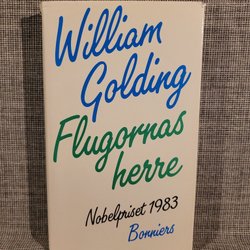 William
Golding
Flugornas
herre
Nobelpriset 1983
Bonniers